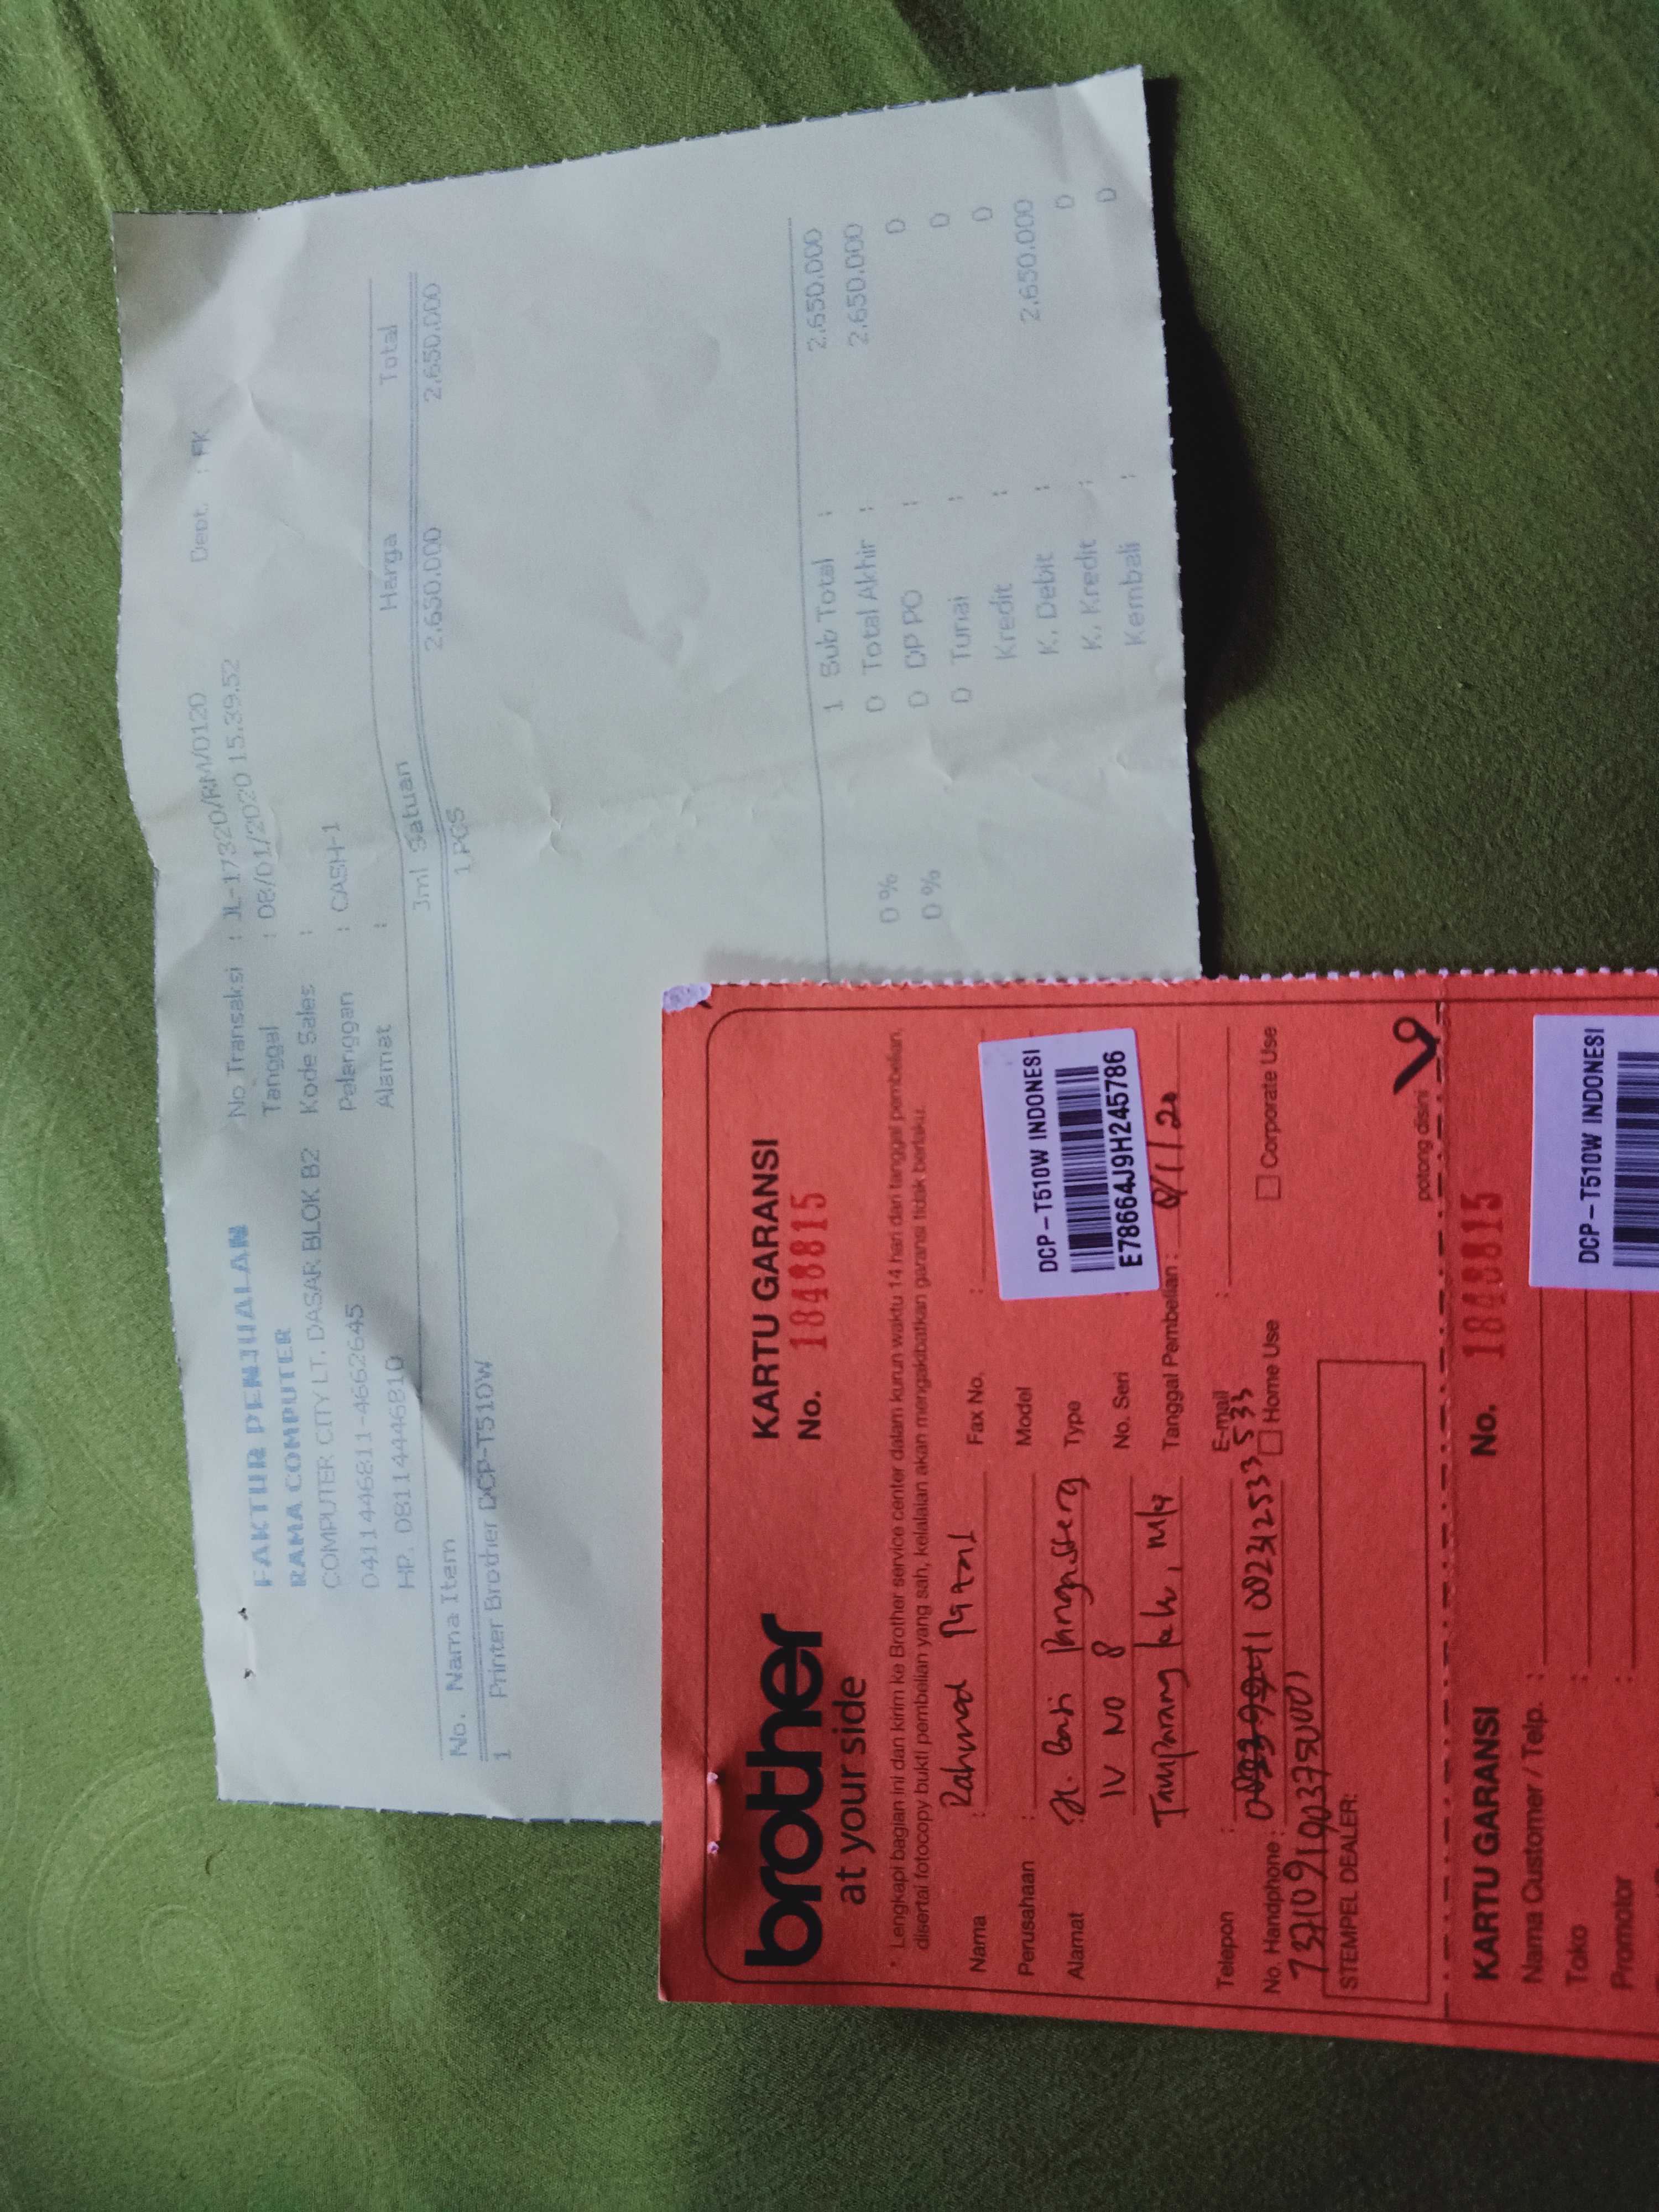 FAKTUR PENJUALAN
RAMA COMPUTER
COMPUTER CITY LT. DASAR BLOK B2
04114446811-4662645
HP. 08114446810
No Transaksi : JL-17320/RM/0120
Dept. : FK
Tanggal : 08/01/2020 15.39.52
Kode Sales :
Pelanggan : CASH-1
Alamat :
No. Nama Item Jml Satuan Harga Total
1 Printer Brother DCP-T510W 1 PCS 2.650.000 2.650.000
1 Sub Total : 2.650.000
0 % 0 Total Akhir : 2.650.000
0 % 0 DP PO : 0
0 Tunai : 0
Kredit : 0
K. Debit : 2.650.000
K. Kredit : 0
Kembali : 0
brother
at your side
KARTU GARANSI
No. 1848815
* Lengkapi bagian ini dan kirim ke Brother service center dalam kurun waktu 14 hari dari tanggal pembelian,
disertai fotocopy bukti pembelian yang sah, kelalaian akan mengakibatkan garansi tidak berlaku.
Nama : Rahmad
Fax No. :
Perusahaan :
Model
DCP-T510W INDONESI
Alamat : Jl.
Type
IV NO 8
No. Seri :
E78664J9H245786
Tanggal Pembelian : 8/1/20
Telepon :
E-mail :
No. Handphone :
Home Use
Corporate Use
STEMPEL DEALER:
potong disini
KARTU GARANSI
No. 1848815
Nama Customer / Telp. :
DCP-T510W INDONESI
Toko :
Promotor :